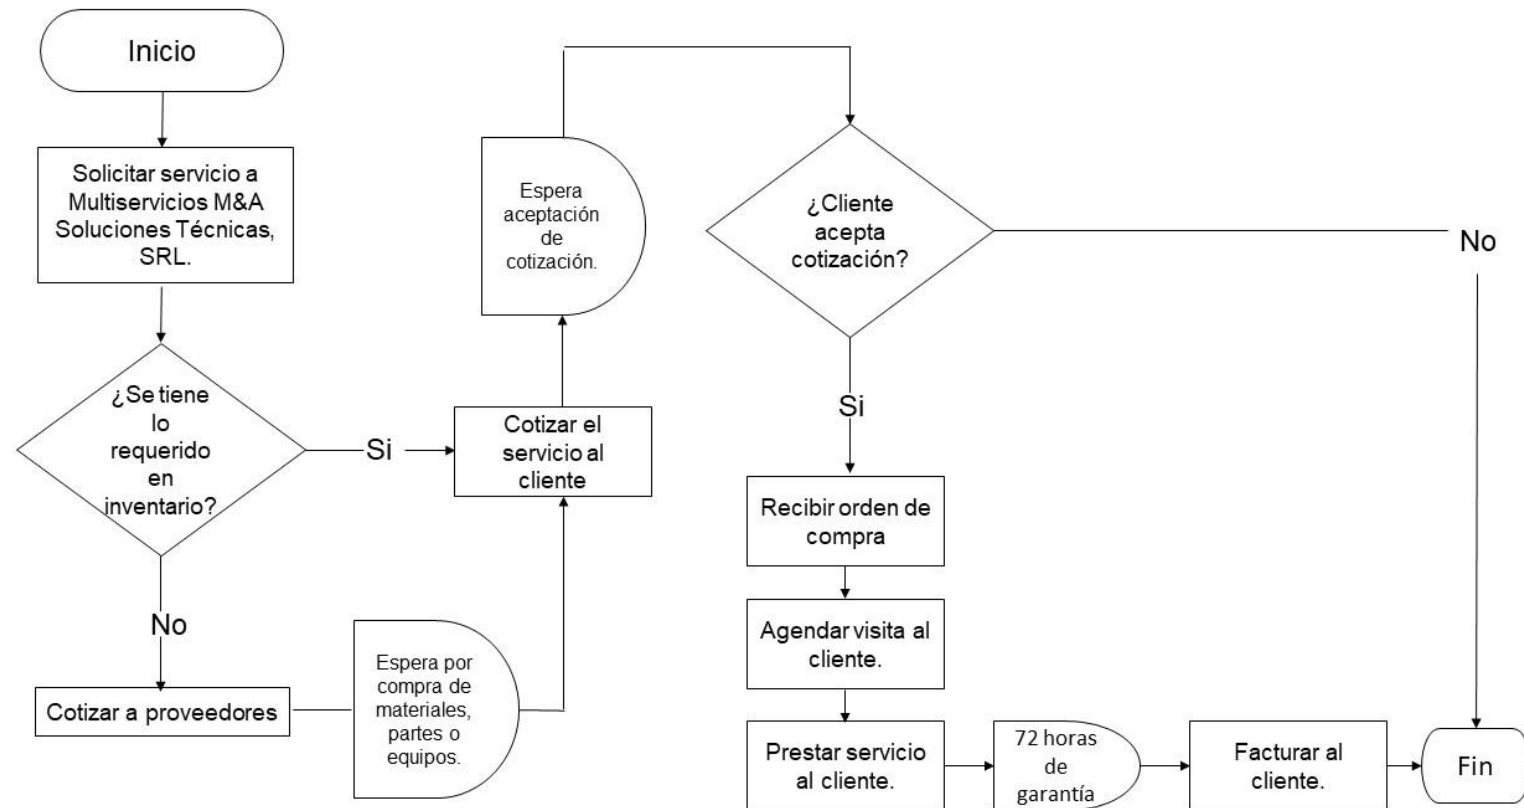 Inicio
Solicitar servicio a
Multiservicios M&A
Soluciones Técnicas,
SRL.
¿Se tiene
lo
requerido
en
inventario?
Si
No
Cotizar a proveedores
Espera por
compra de
materiales,
partes o
equipos.
Cotizar el
servicio al
cliente
Espera
aceptación
de
cotización.
¿Cliente
acepta
cotización?
No
Si
Recibir orden de
compra
Agendar visita al
cliente.
Prestar servicio
al cliente.
72 horas
de
garantía
Facturar al
cliente.
Fin